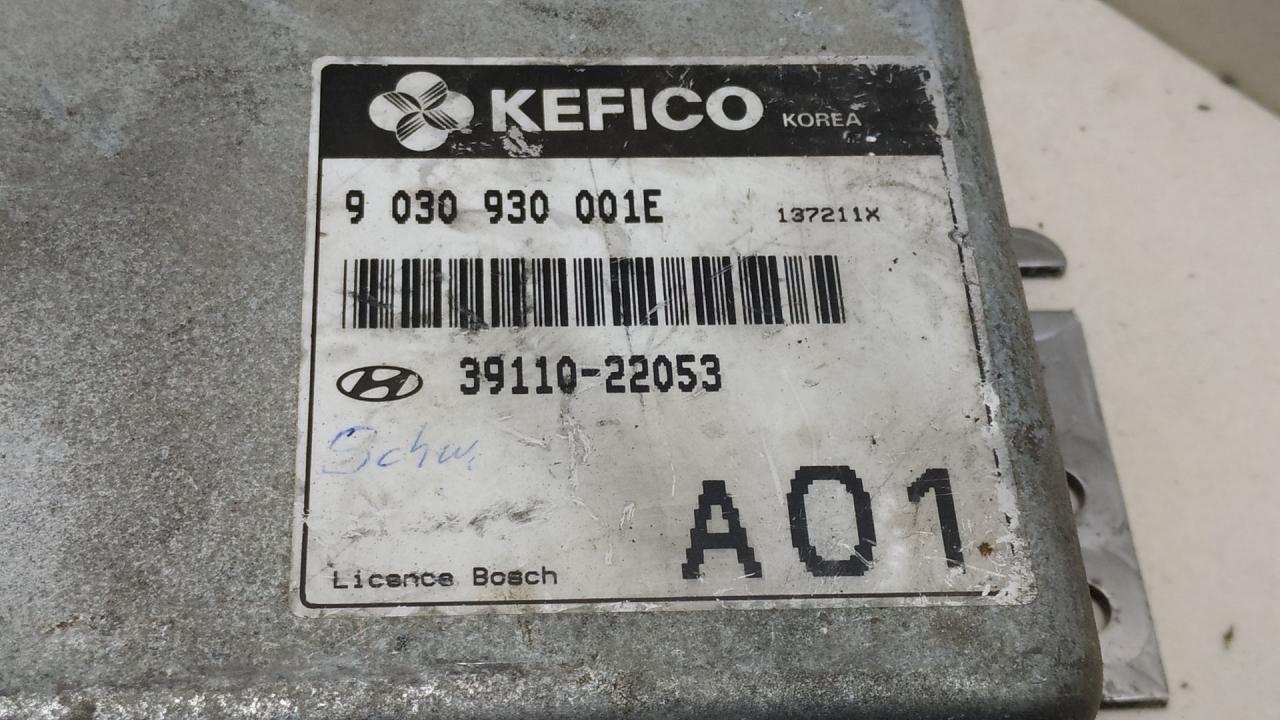 KEFICO KOREA
9 030 930 001E 137211X
39110-22053
Schw.
A01
Licence Bosch